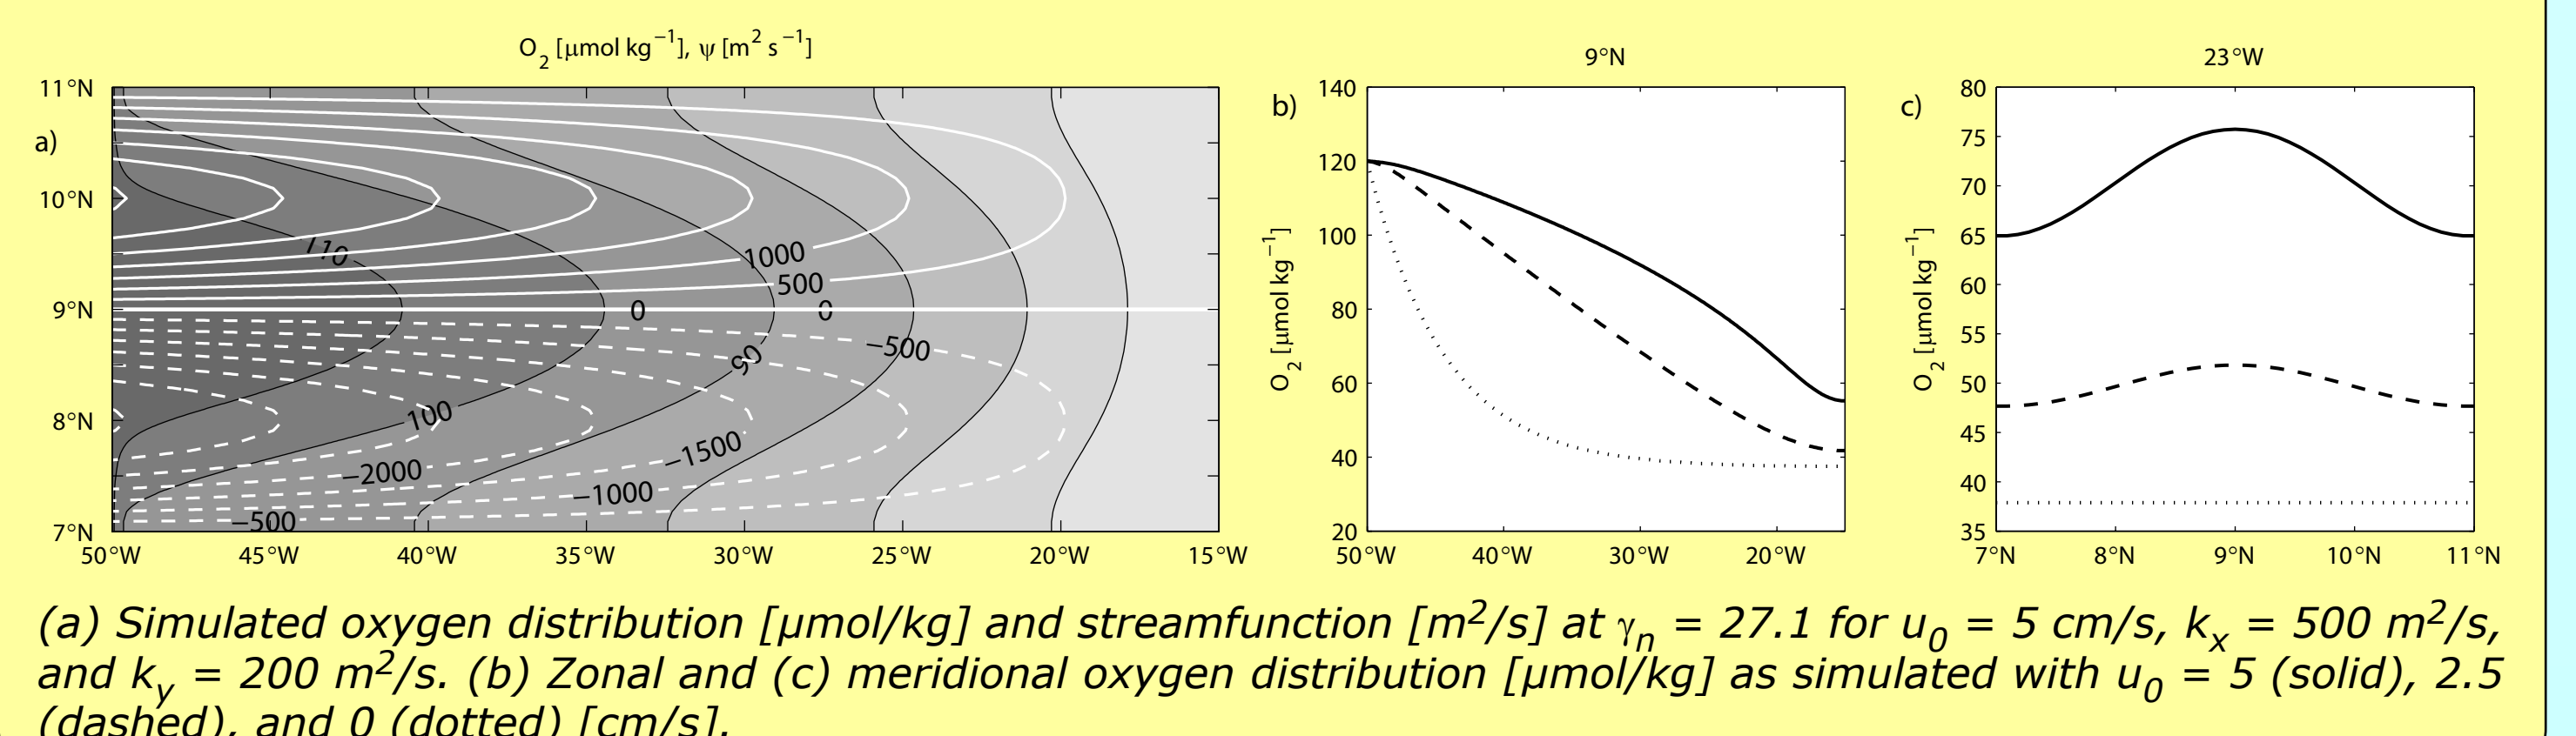 O2 [μmol kg−1], ψ [m2 s−1]
a)
11°N
10°N
9°N
8°N
7°N
50°W 45°W 40°W 35°W 30°W 25°W 20°W 15°W
110
1000
500
0 0
−500
90
100
−1500
−2000
−1000
−500
b)
9°N
O2 [μmol kg−1]
140
120
100
80
60
40
20
50°W 40°W 30°W 20°W
c)
23°W
O2 [μmol kg−1]
80
75
70
65
60
55
50
45
40
35
7°N 8°N 9°N 10°N 11°N
(a) Simulated oxygen distribution [μmol/kg] and streamfunction [m2/s] at γn = 27.1 for u0 = 5 cm/s, kx = 500 m2/s,
and ky = 200 m2/s. (b) Zonal and (c) meridional oxygen distribution [μmol/kg] as simulated with u0 = 5 (solid), 2.5
(dashed), and 0 (dotted) [cm/s].